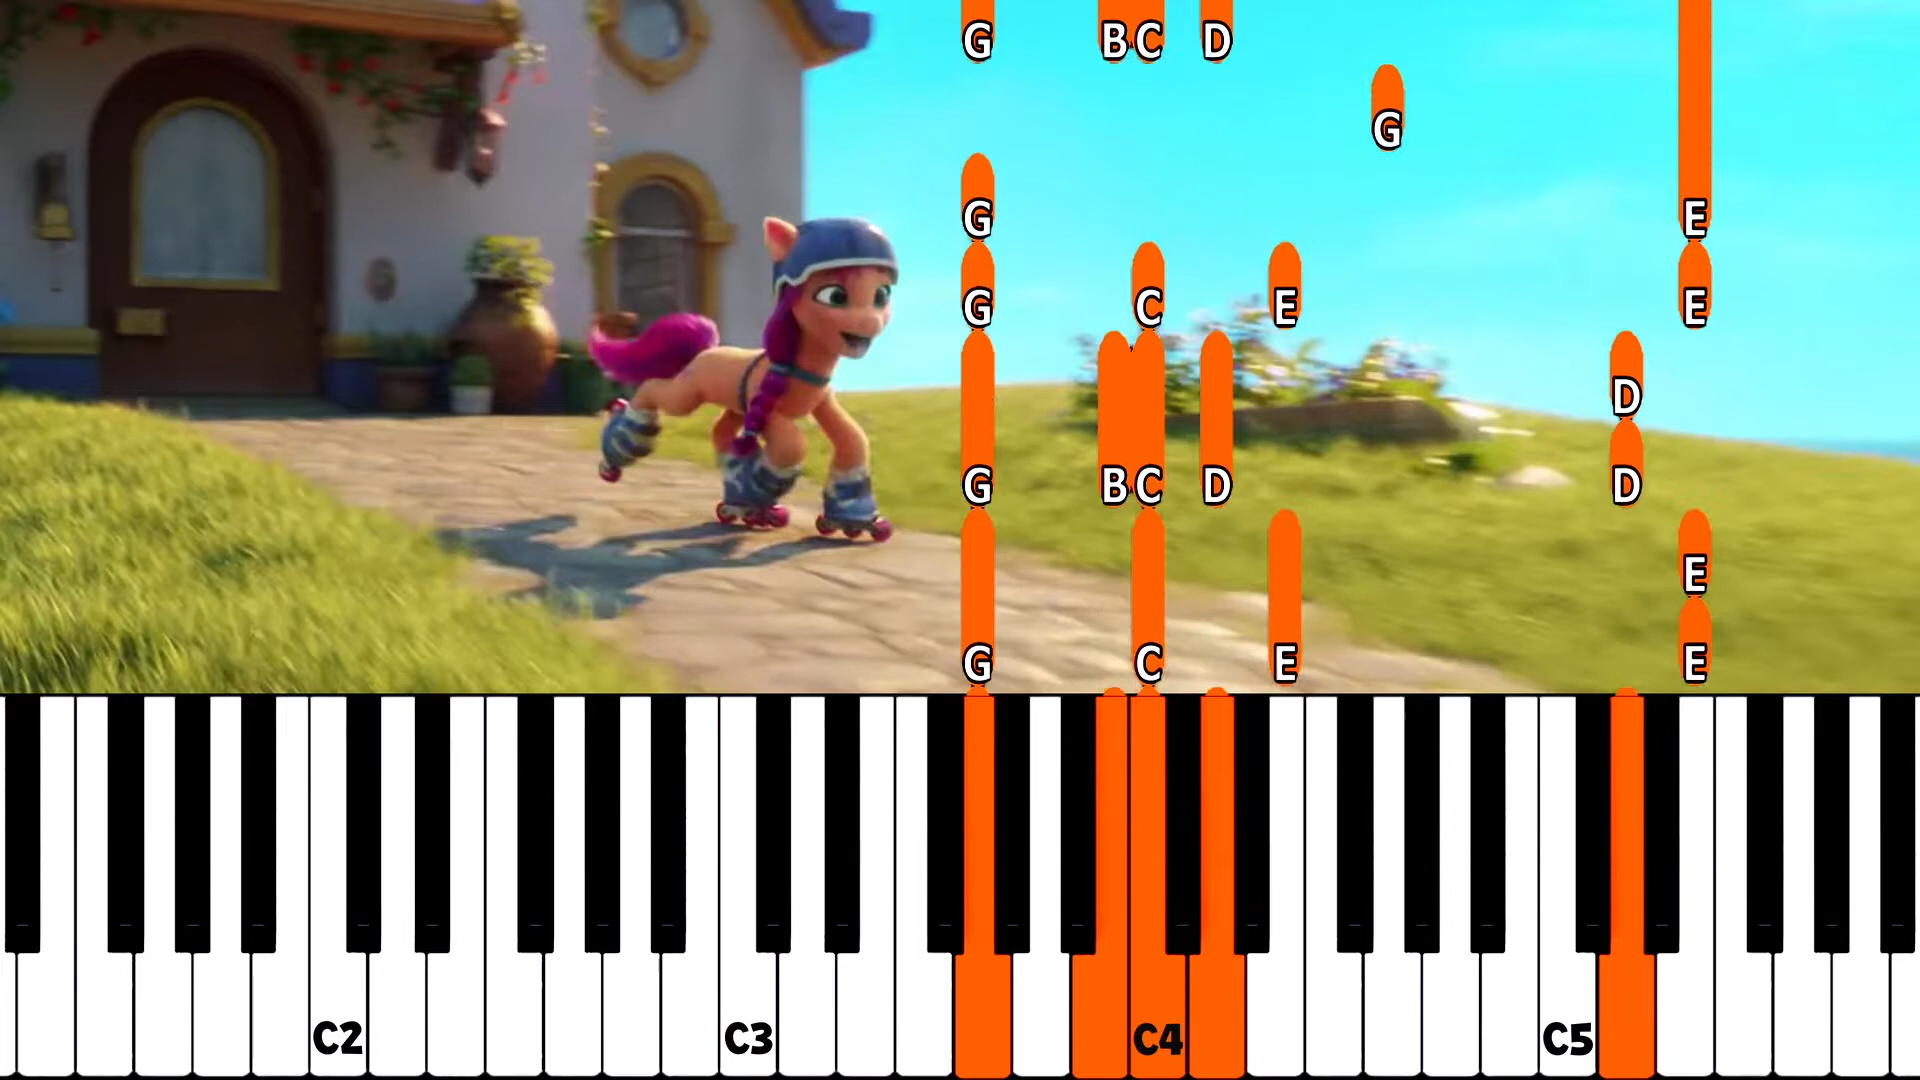 G B C D
G
G E
G C E E
D
G B C D D
E
G C E E
C2 C3 C4 C5